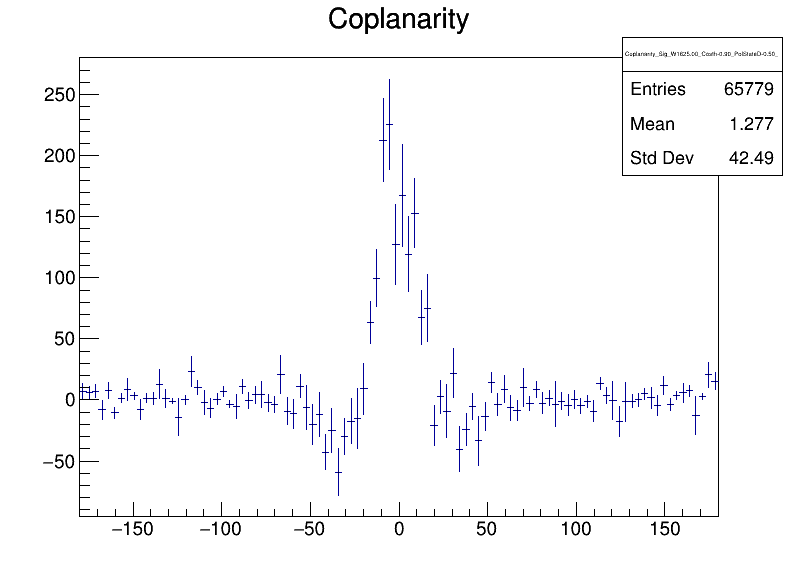 Coplanarity
Coplanarity_Sig_W1625.00_Costh-0.90_PolStateD-0.50_
Entries 65779
Mean 1.277
Std Dev 42.49
250
200
150
100
50
0
−50
−150 −100 −50 0 50 100 150